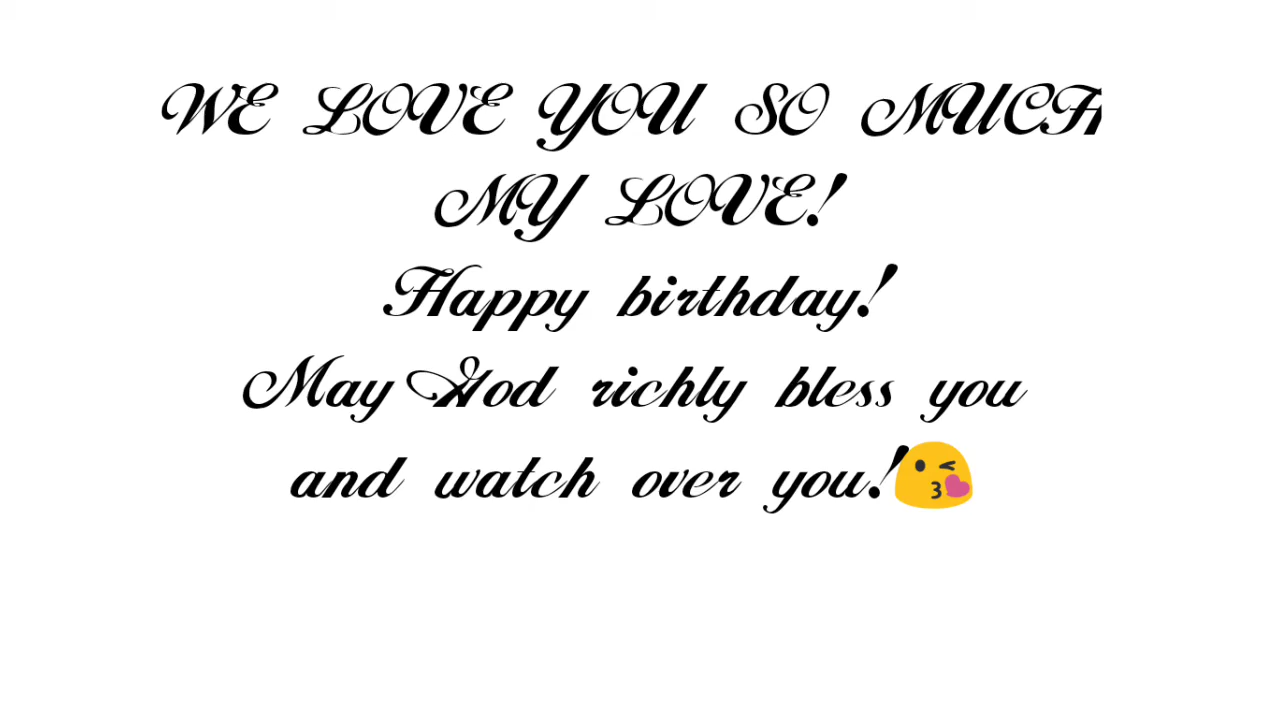 WE LOVE YOU SO MUCH
MY LOVE!
Happy birthday!
May God richly bless you
and watch over you!😘